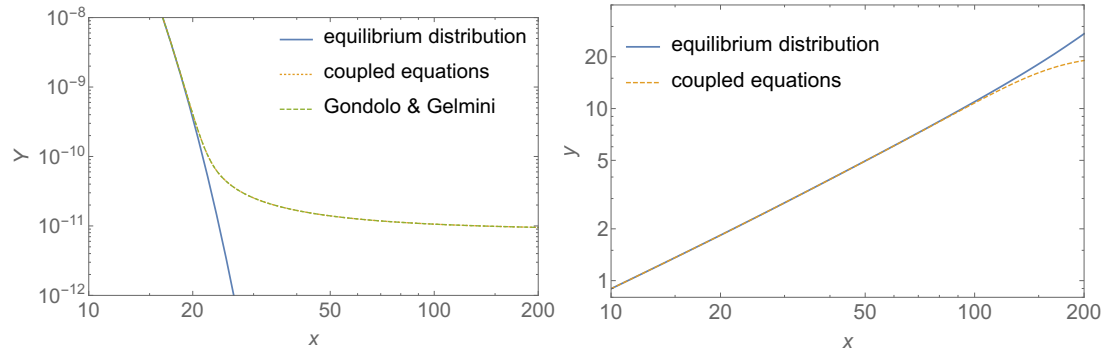 10⁻⁸
10⁻⁹
10⁻¹⁰
10⁻¹¹
10⁻¹²
Y
equilibrium distribution
coupled equations
Gondolo & Gelmini
10 20 50 100 200
x
20
10
5
2
1
y
equilibrium distribution
coupled equations
10 20 50 100 200
x